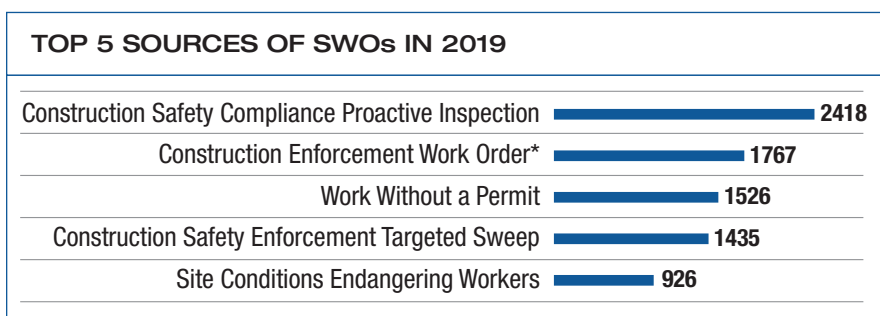 TOP 5 SOURCES OF SWOs IN 2019
Construction Safety Compliance Proactive Inspection 2418
Construction Enforcement Work Order* 1767
Work Without a Permit 1526
Construction Safety Enforcement Targeted Sweep 1435
Site Conditions Endangering Workers 926